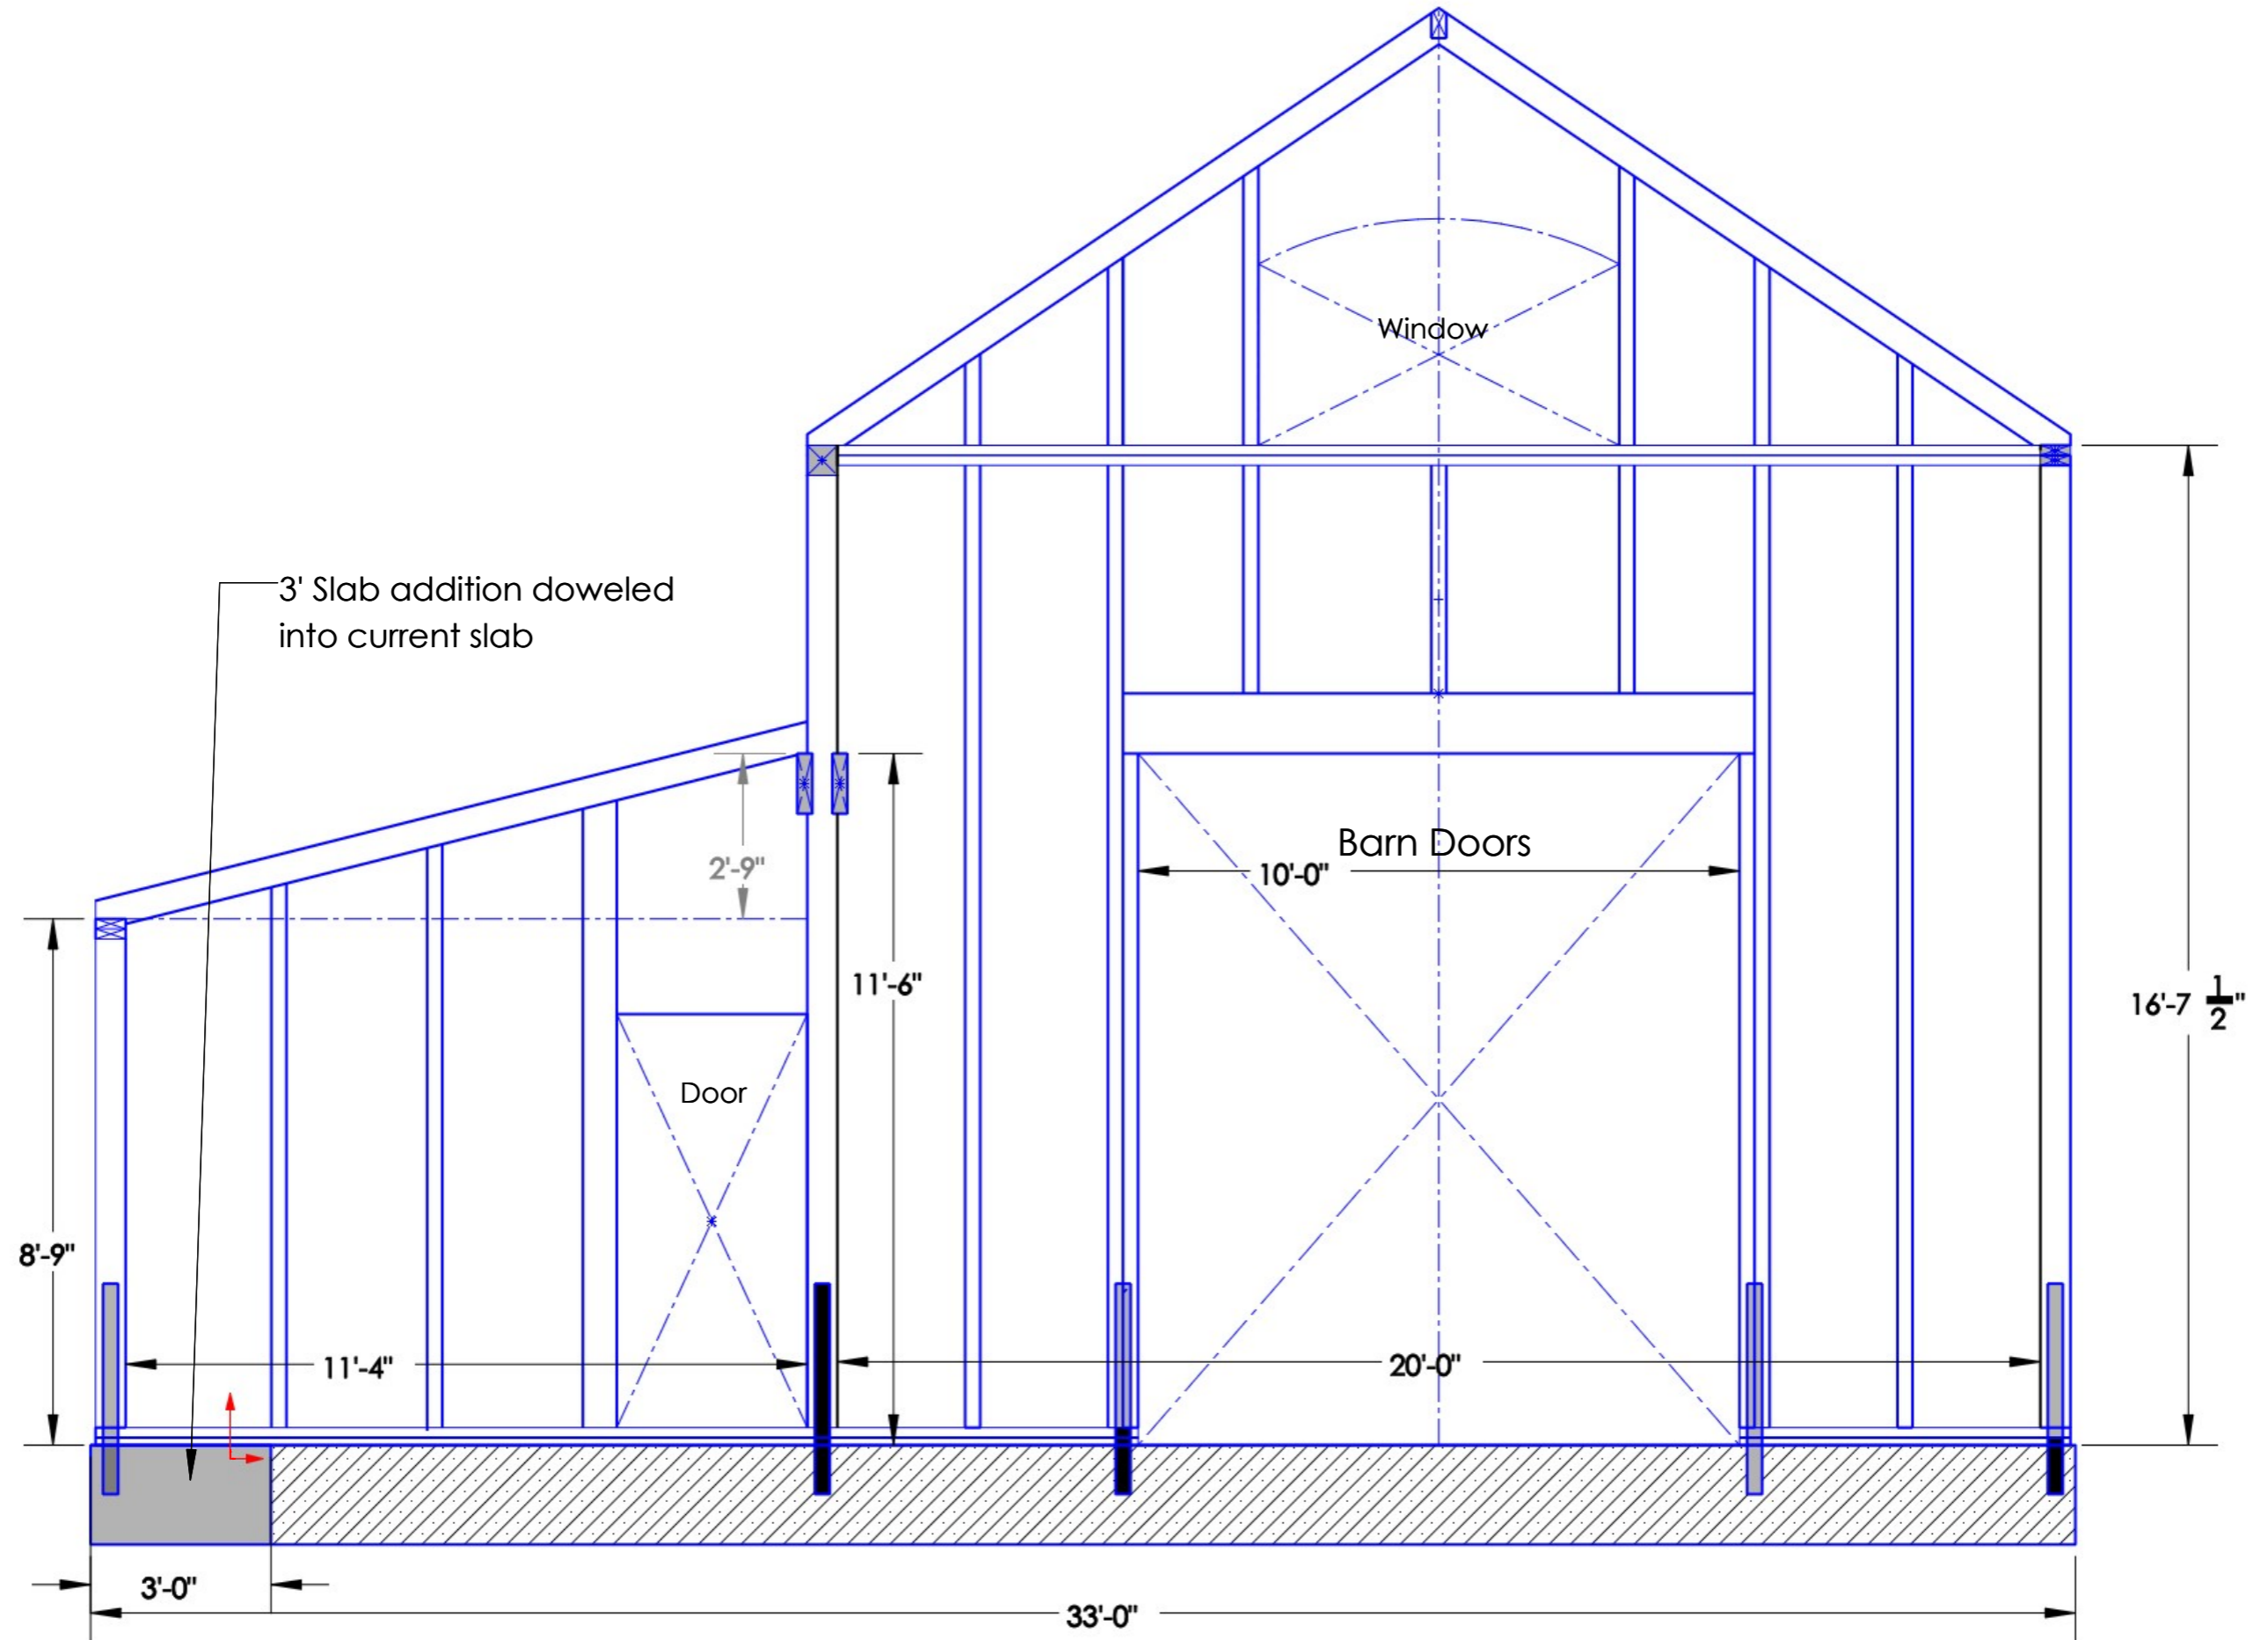 Window
3' Slab addition doweled
into current slab
2'-9"
Barn Doors
10'-0"
11'-6"
16'-7 1/2"
Door
8'-9"
11'-4"
20'-0"
3'-0"
33'-0"